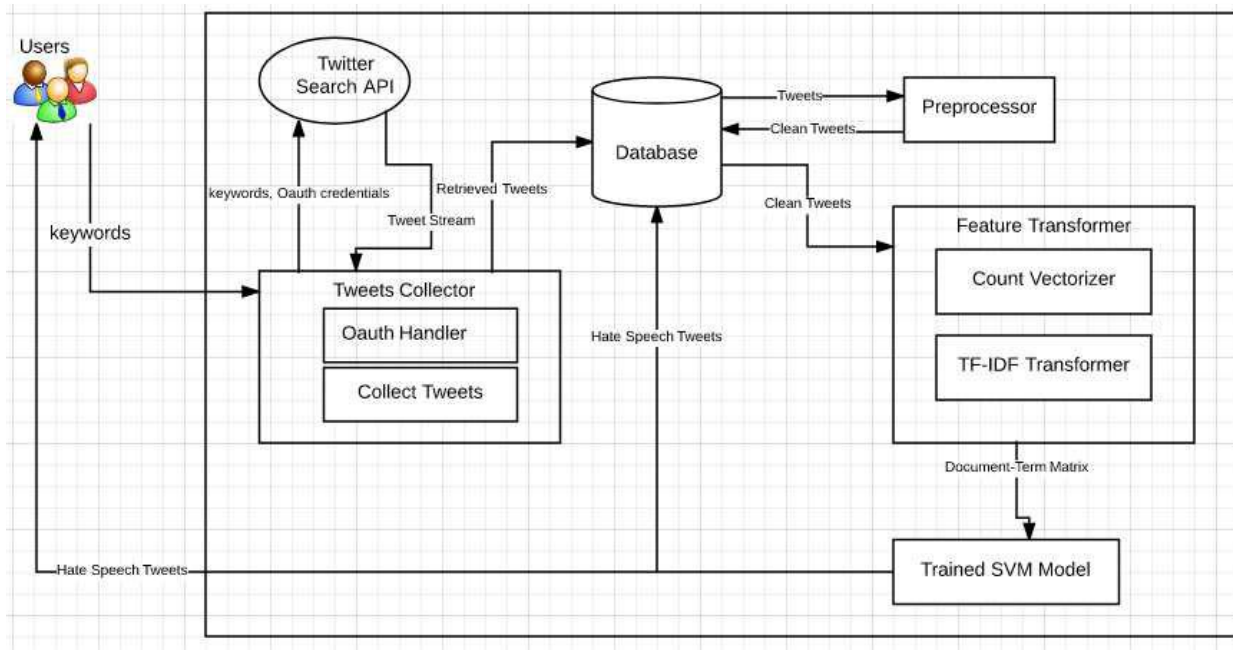 Users
Twitter
Search API
Tweets
Preprocessor
Clean Tweets
Database
keywords, Oauth credentials
Retrieved Tweets
Clean Tweets
Tweet Stream
Feature Transformer
keywords
Count Vectorizer
Tweets Collector
Oauth Handler
Hate Speech Tweets
TF-IDF Transformer
Collect Tweets
Document-Term Matrix
Hate Speech Tweets
Trained SVM Model